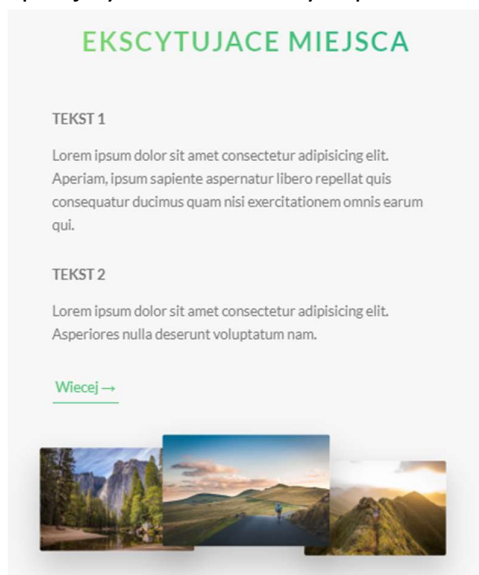 EKSCYTUJACE MIEJSCA
TEKST 1
Lorem ipsum dolor sit amet consectetur adipisicing elit.
Aperiam, ipsum sapiente aspernatur libero repellat quis
consequatur ducimus quam nisi exercitationem omnis earum
qui.
TEKST 2
Lorem ipsum dolor sit amet consectetur adipisicing elit.
Asperiores nulla deserunt voluptatum nam.
Wiecej →